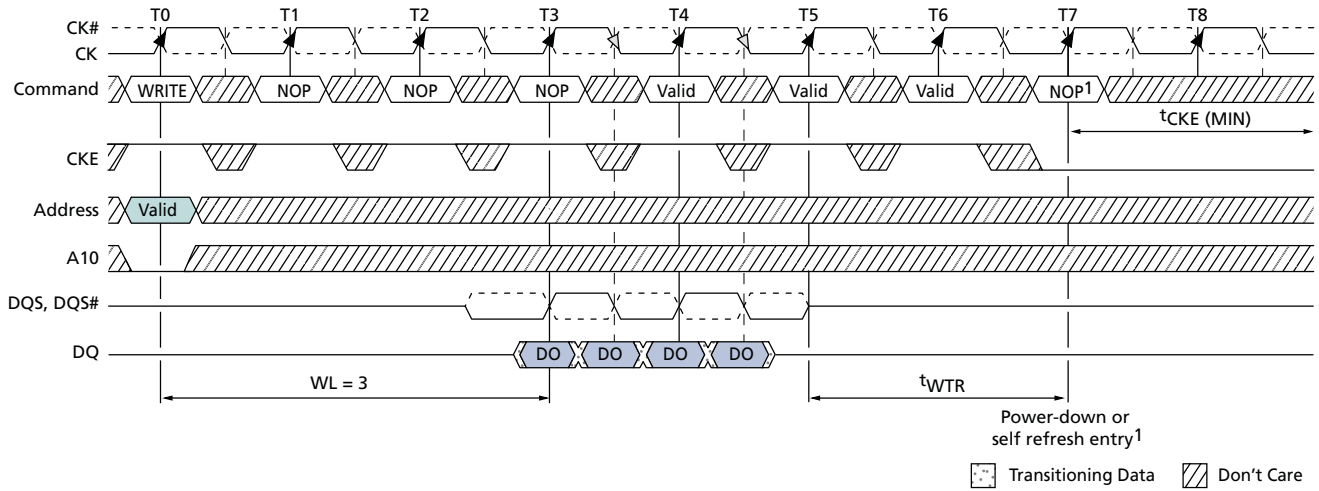 T0 T1 T2 T3 T4 T5 T6 T7 T8
CK#
CK
Command WRITE NOP NOP NOP Valid Valid Valid NOP1
tCKE (MIN)
CKE
Address Valid
A10
DQS, DQS#
DQ DO DO DO DO
WL = 3 tWTR
Power-down or
self refresh entry1
Transitioning Data Don't Care